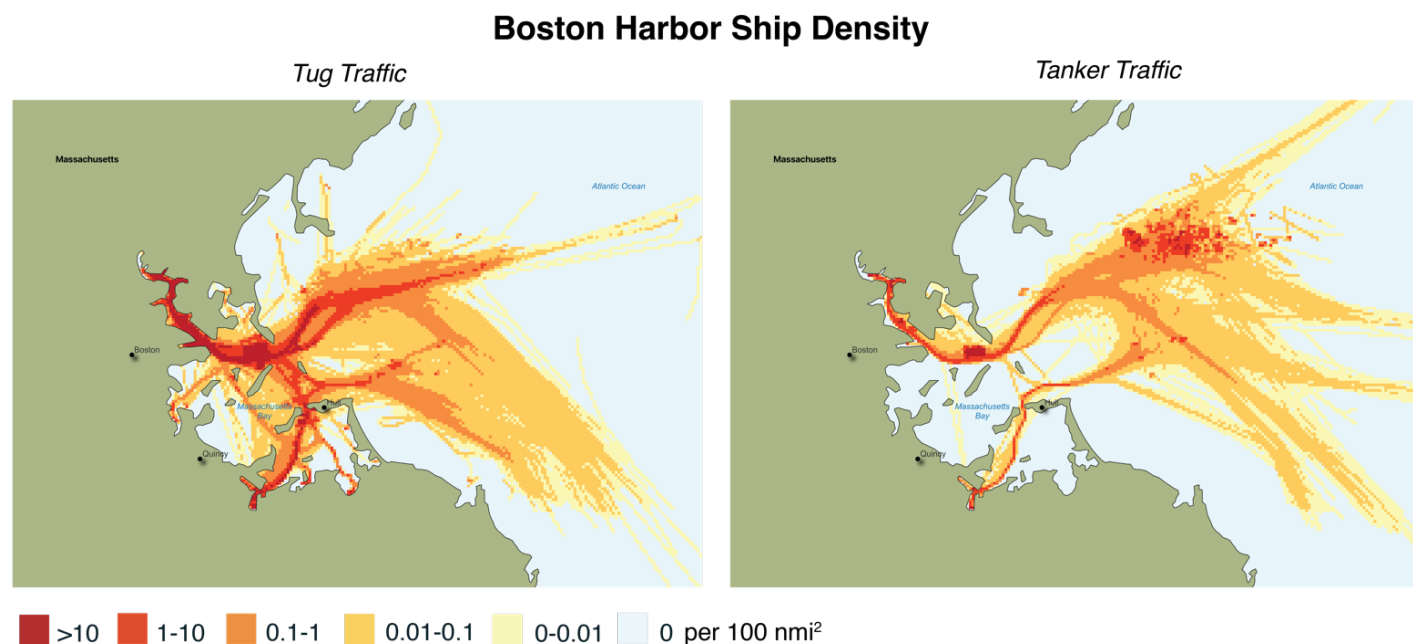 Boston Harbor Ship Density
Tug Traffic
Tanker Traffic
Massachusetts
Atlantic Ocean
Boston
Massachusetts
Bay
Hull
Quincy
Massachusetts
Atlantic Ocean
Boston
Massachusetts
Bay
Hull
Quincy
>10 1-10 0.1-1 0.01-0.1 0-0.01 0 per 100 nmi²